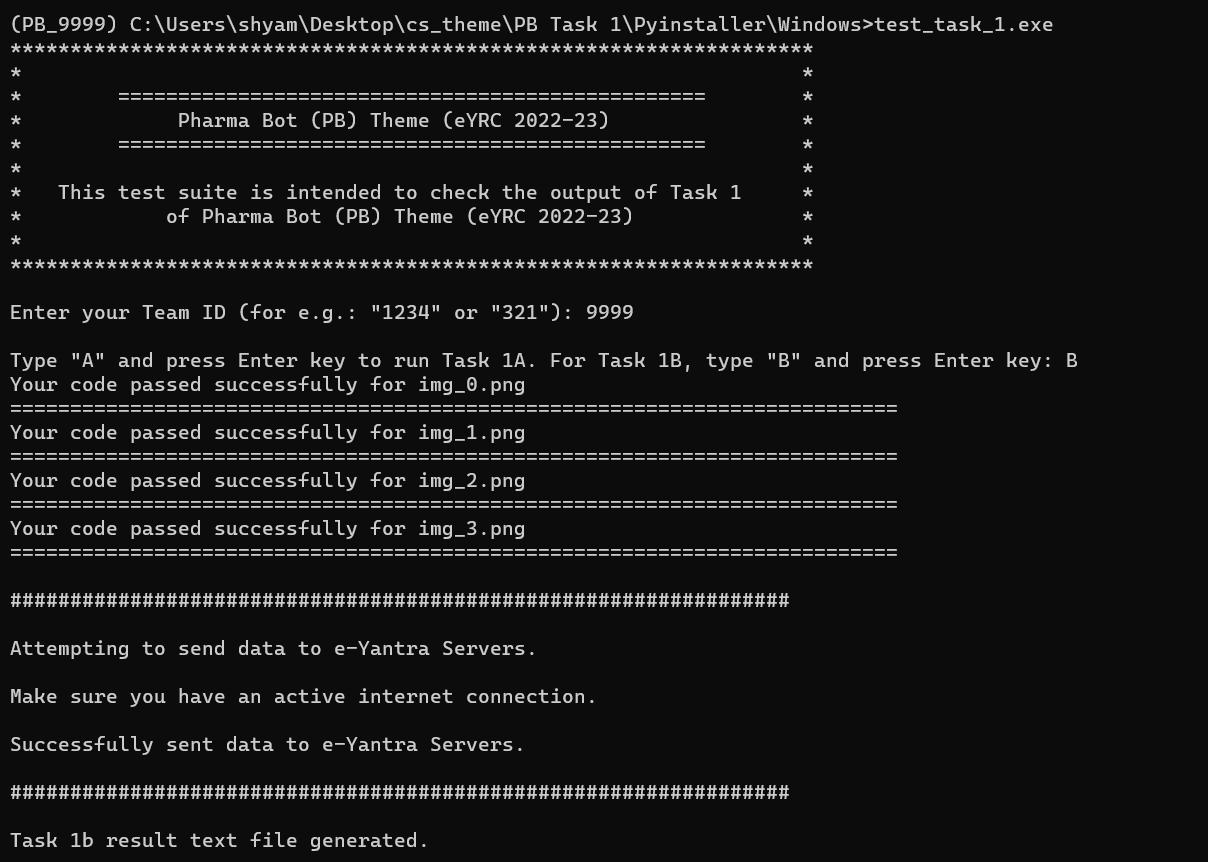 (PB_9999) C:\Users\shyam\Desktop\cs_theme\PB Task 1\Pyinstaller\Windows>test_task_1.exe
*******************************************************************
*                                                                 *
*        =================================================        *
*             Pharma Bot (PB) Theme (eYRC 2022-23)                *
*        =================================================        *
*                                                                 *
*   This test suite is intended to check the output of Task 1     *
*            of Pharma Bot (PB) Theme (eYRC 2022-23)              *
*                                                                 *
*******************************************************************
Enter your Team ID (for e.g.: "1234" or "321"): 9999
Type "A" and press Enter key to run Task 1A. For Task 1B, type "B" and press Enter key: B
Your code passed successfully for img_0.png
==========================================================================
Your code passed successfully for img_1.png
==========================================================================
Your code passed successfully for img_2.png
==========================================================================
Your code passed successfully for img_3.png
==========================================================================
#################################################################
Attempting to send data to e-Yantra Servers.
Make sure you have an active internet connection.
Successfully sent data to e-Yantra Servers.
#################################################################
Task 1b result text file generated.